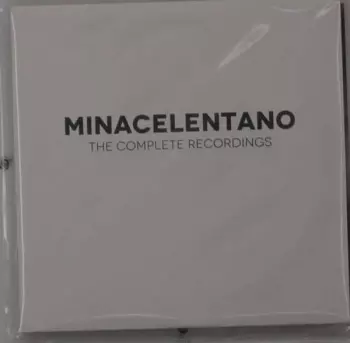 MINACELENTANO
THE COMPLETE RECORDINGS